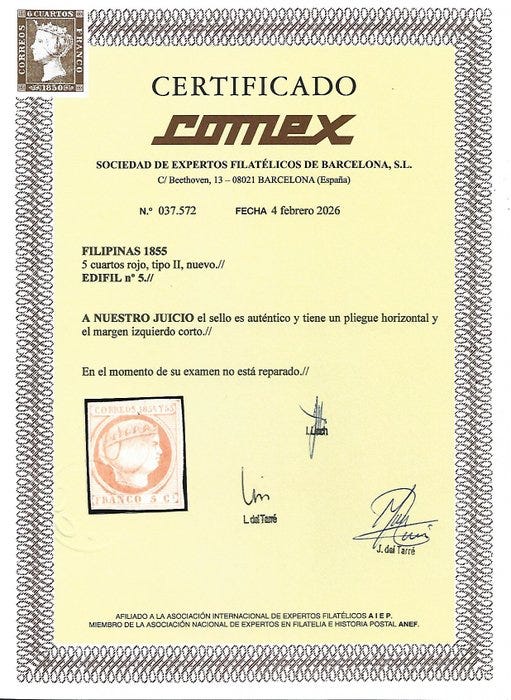 6 CUARTOS
CORREOS
FRANCO
1850
CERTIFICADO
comex
SOCIEDAD DE EXPERTOS FILATÉLICOS DE BARCELONA, S.L.
C/ Beethoven, 13 – 08021 BARCELONA (España)
N.º 037.572 FECHA 4 febrero 2026
FILIPINAS 1855
5 cuartos rojo, tipo II, nuevo.//
EDIFIL nº 5.//
A NUESTRO JUICIO el sello es auténtico y tiene un pliegue horizontal y
el margen izquierdo corto.//
En el momento de su examen no está reparado.//
CORREOS 1854 Y 55
FRANCO 5 C
L. del Tarré
J. del Tarré
AFILIADO A LA ASOCIACIÓN INTERNACIONAL DE EXPERTOS FILATÉLICOS A I E P.
MIEMBRO DE LA ASOCIACIÓN NACIONAL DE EXPERTOS EN FILATELIA E HISTORIA POSTAL ANEF.